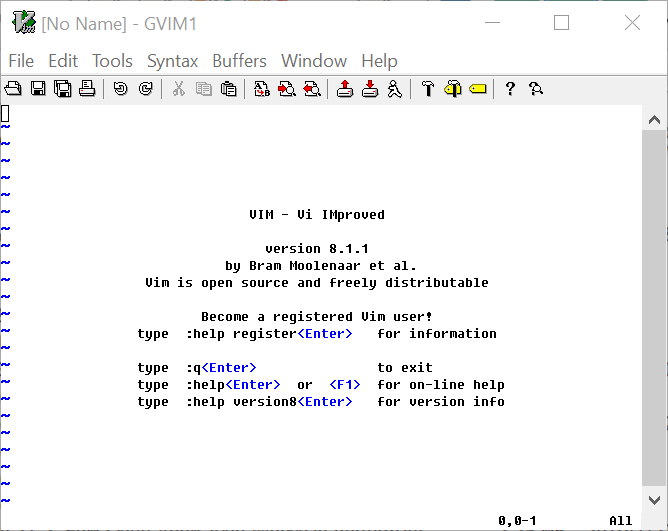 [No Name] - GVIM1
File Edit Tools Syntax Buffers Window Help
~
~
~
~
~
~
VIM - Vi IMproved
~
version 8.1.1
~
by Bram Moolenaar et al.
~
Vim is open source and freely distributable
~
~
Become a registered Vim user!
~
type :help register<Enter> for information
~
~
type :q<Enter> to exit
~
type :help<Enter> or <F1> for on-line help
~
type :help version8<Enter> for version info
~
~
~
~
~
~
0,0-1 All